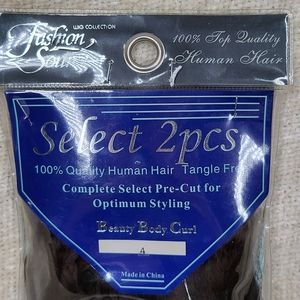 WIG COLLECTION
Fashion
Source
100% Top Quality
Human Hair
Select 2pcs.
100% Quality Human Hair Tangle Free
Complete Select Pre-Cut for
Optimum Styling
Beauty Body Curl
4
Made in China